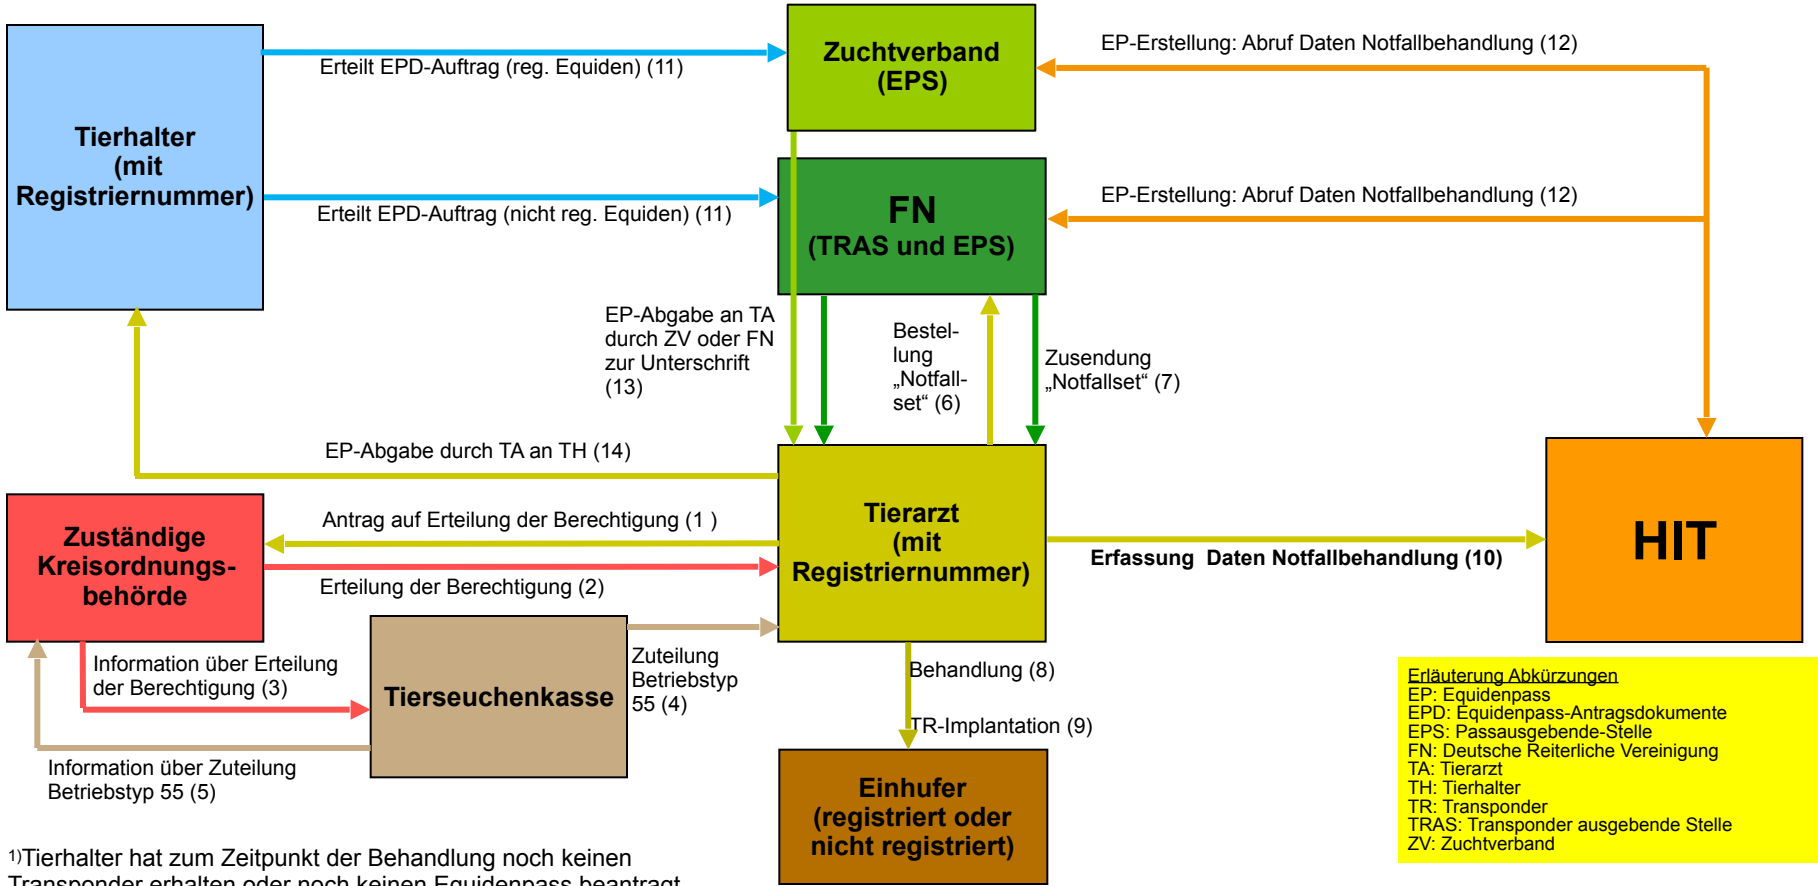 Tierhalter
(mit
Registriernummer)
Erteilt EPD-Auftrag (reg. Equiden) (11)
Erteilt EPD-Auftrag (nicht reg. Equiden) (11)
Zuchtverband
(EPS)
EP-Erstellung: Abruf Daten Notfallbehandlung (12)
FN
(TRAS und EPS)
EP-Erstellung: Abruf Daten Notfallbehandlung (12)
EP-Abgabe an TA
durch ZV oder FN
zur Unterschrift
(13)
Bestel-
lung
„Notfall-
set“ (6)
Zusendung
„Notfallset“ (7)
EP-Abgabe durch TA an TH (14)
Zuständige
Kreisordnungs-
behörde
Antrag auf Erteilung der Berechtigung (1 )
Erteilung der Berechtigung (2)
Tierarzt
(mit
Registriernummer)
Erfassung  Daten Notfallbehandlung (10)
HIT
Information über Erteilung
der Berechtigung (3)
Tierseuchenkasse
Zuteilung
Betriebstyp
55 (4)
Information über Zuteilung
Betriebstyp 55 (5)
Behandlung (8)
TR-Implantation (9)
Einhufer
(registriert oder
nicht registriert)
Erläuterung Abkürzungen
EP: Equidenpass
EPD: Equidenpass-Antragsdokumente
EPS: Passausgebende-Stelle
FN: Deutsche Reiterliche Vereinigung
TA: Tierarzt
TH: Tierhalter
TR: Transponder
TRAS: Transponder ausgebende Stelle
ZV: Zuchtverband
1)Tierhalter hat zum Zeitpunkt der Behandlung noch keinen
Transponder erhalten oder noch keinen Equidenpass beantragt